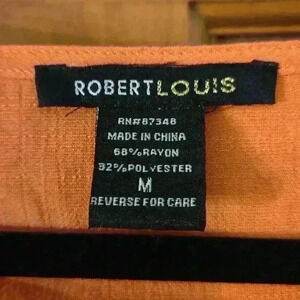 ROBERTLOUIS
RN#87348
MADE IN CHINA
68%RAYON
32%POLYESTER
M
REVERSE FOR CARE